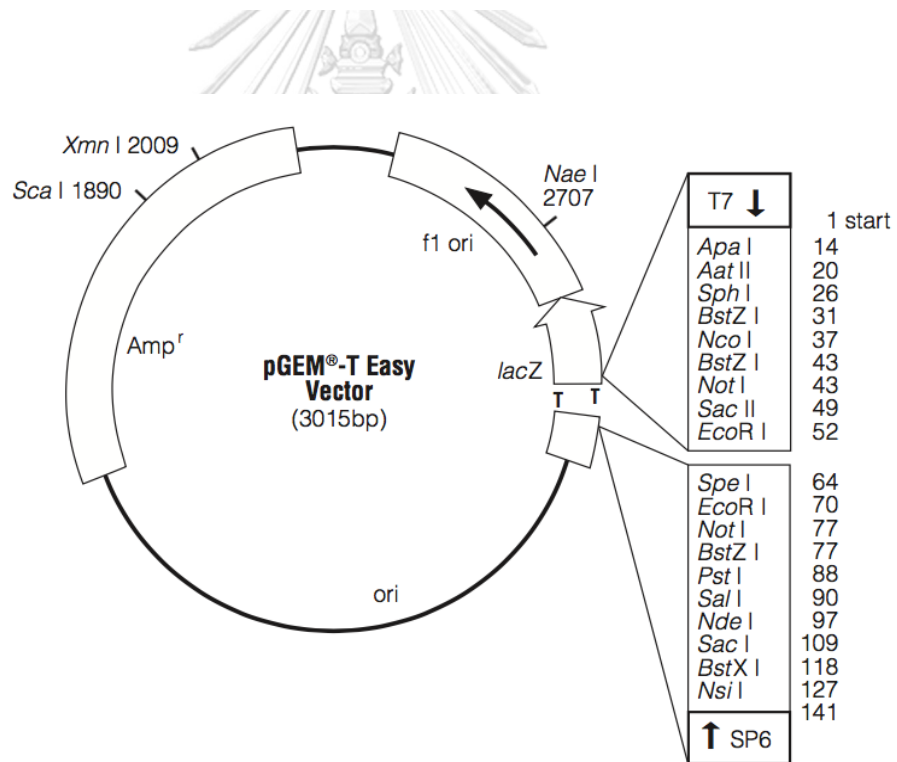 Xmn I 2009
Sca I 1890
Nae I
2707
f1 ori
Ampʳ
pGEM®-T Easy
Vector
(3015bp)
lacZ
T T
ori
T7 ↓
1 start
Apa I 14
Aat II 20
Sph I 26
BstZ I 31
Nco I 37
BstZ I 43
Not I 43
Sac II 49
EcoR I 52
Spe I 64
EcoR I 70
Not I 77
BstZ I 77
Pst I 88
Sal I 90
Nde I 97
Sac I 109
BstX I 118
Nsi I 127
141
↑ SP6